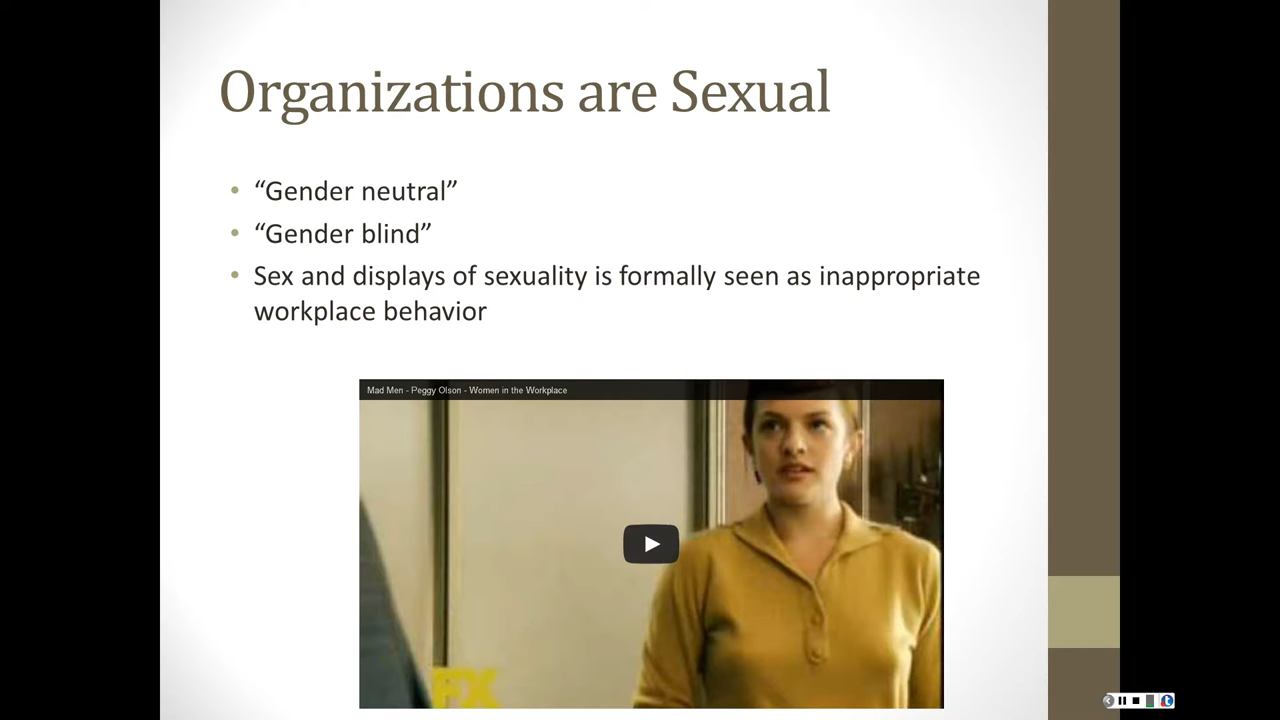 Organizations are Sexual
• “Gender neutral”
• “Gender blind”
• Sex and displays of sexuality is formally seen as inappropriate
workplace behavior
Mad Men - Peggy Olson - Women in the Workplace
FX